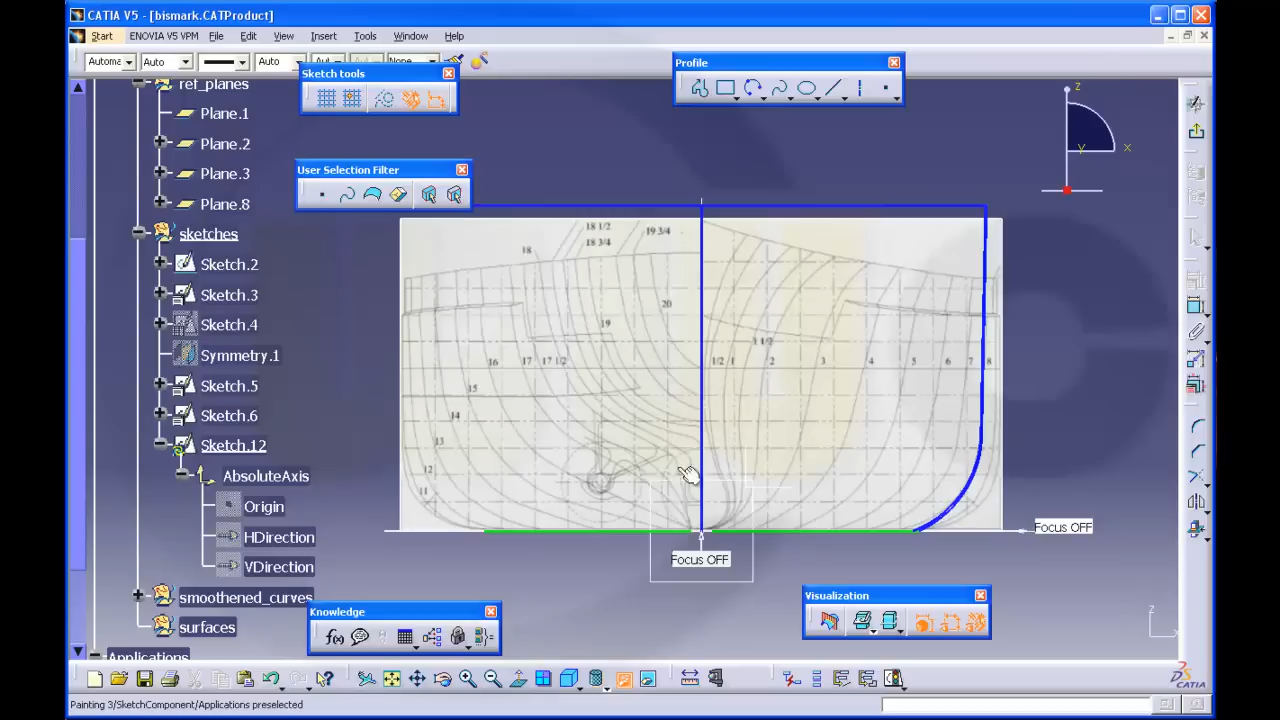 CATIA V5 - [bismark.CATProduct]
Start ENOVIA V5 VPM File Edit View Insert Tools Window Help
Automa Auto Auto Aut None
Sketch tools
Profile
User Selection Filter
ref_planes
Plane.1
Plane.2
Plane.3
Plane.8
sketches
Sketch.2
Sketch.3
Sketch.4
Symmetry.1
Sketch.5
Sketch.6
Sketch.12
AbsoluteAxis
Origin
HDirection
VDirection
smoothened_curves
surfaces
Applications
z
y x
18 1/2
18 3/4
19 3/4
18
20
19
1 1/2
16 17 17 1/2 1/2 1 2 3 4 5 6 7 8
15
14
13
12
11
Focus OFF
Focus OFF
Knowledge
f(x)
Visualization
z
CATIA
Painting 3/SketchComponent/Applications preselected